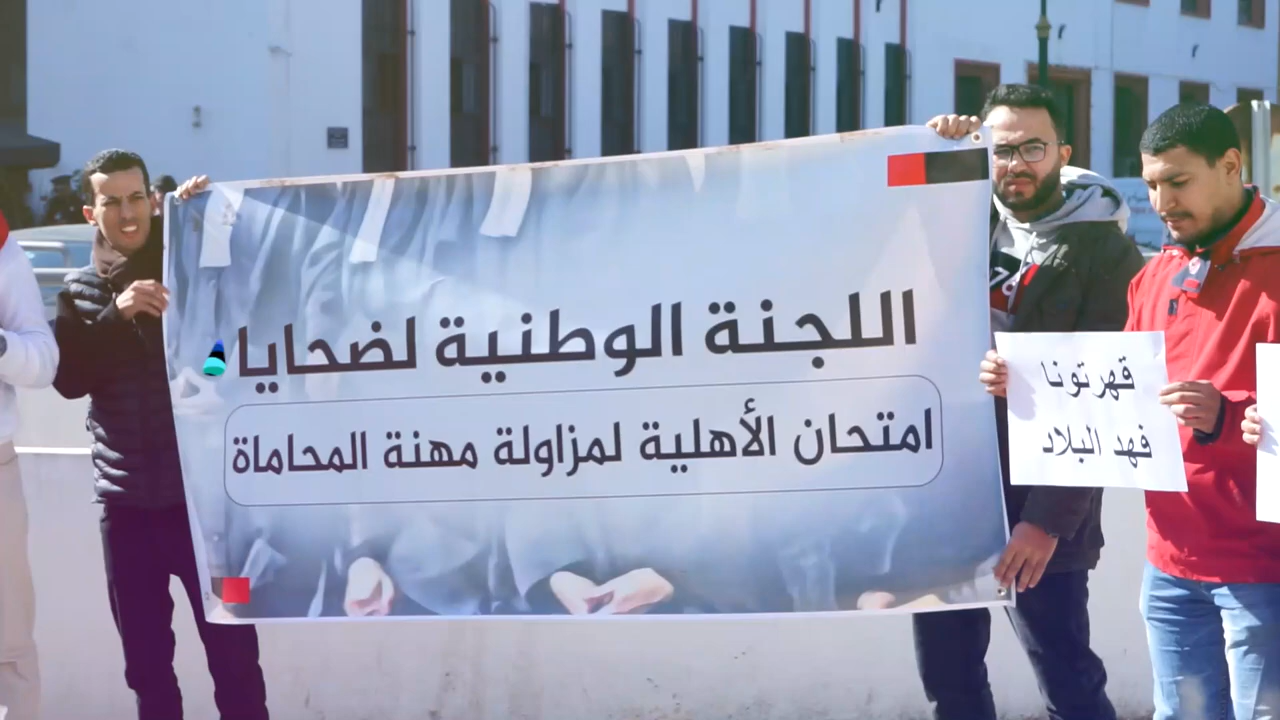 اللجنة الوطنية لضحايا
امتحان الأهلية لمزاولة مهنة المحاماة
قهرتونا
فهد البلاد